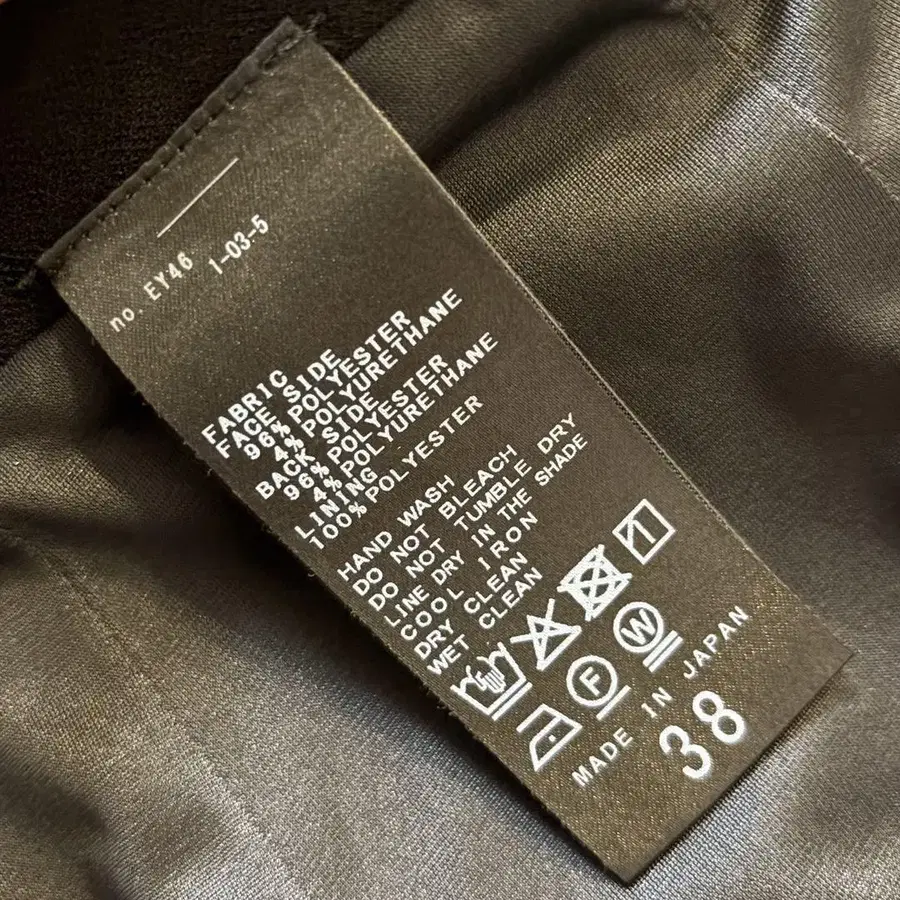 no. EY46 1-03-5
FABRIC
FACE SIDE
96% POLYESTER
4% POLYURETHANE
BACK SIDE
96% POLYESTER
4% POLYURETHANE
LINING
100% POLYESTER
HAND WASH
DO NOT BLEACH
DO NOT TUMBLE DRY
LINE DRY IN THE SHADE
COOL IRON
DRY CLEAN
WET CLEAN
F W
MADE IN JAPAN
38